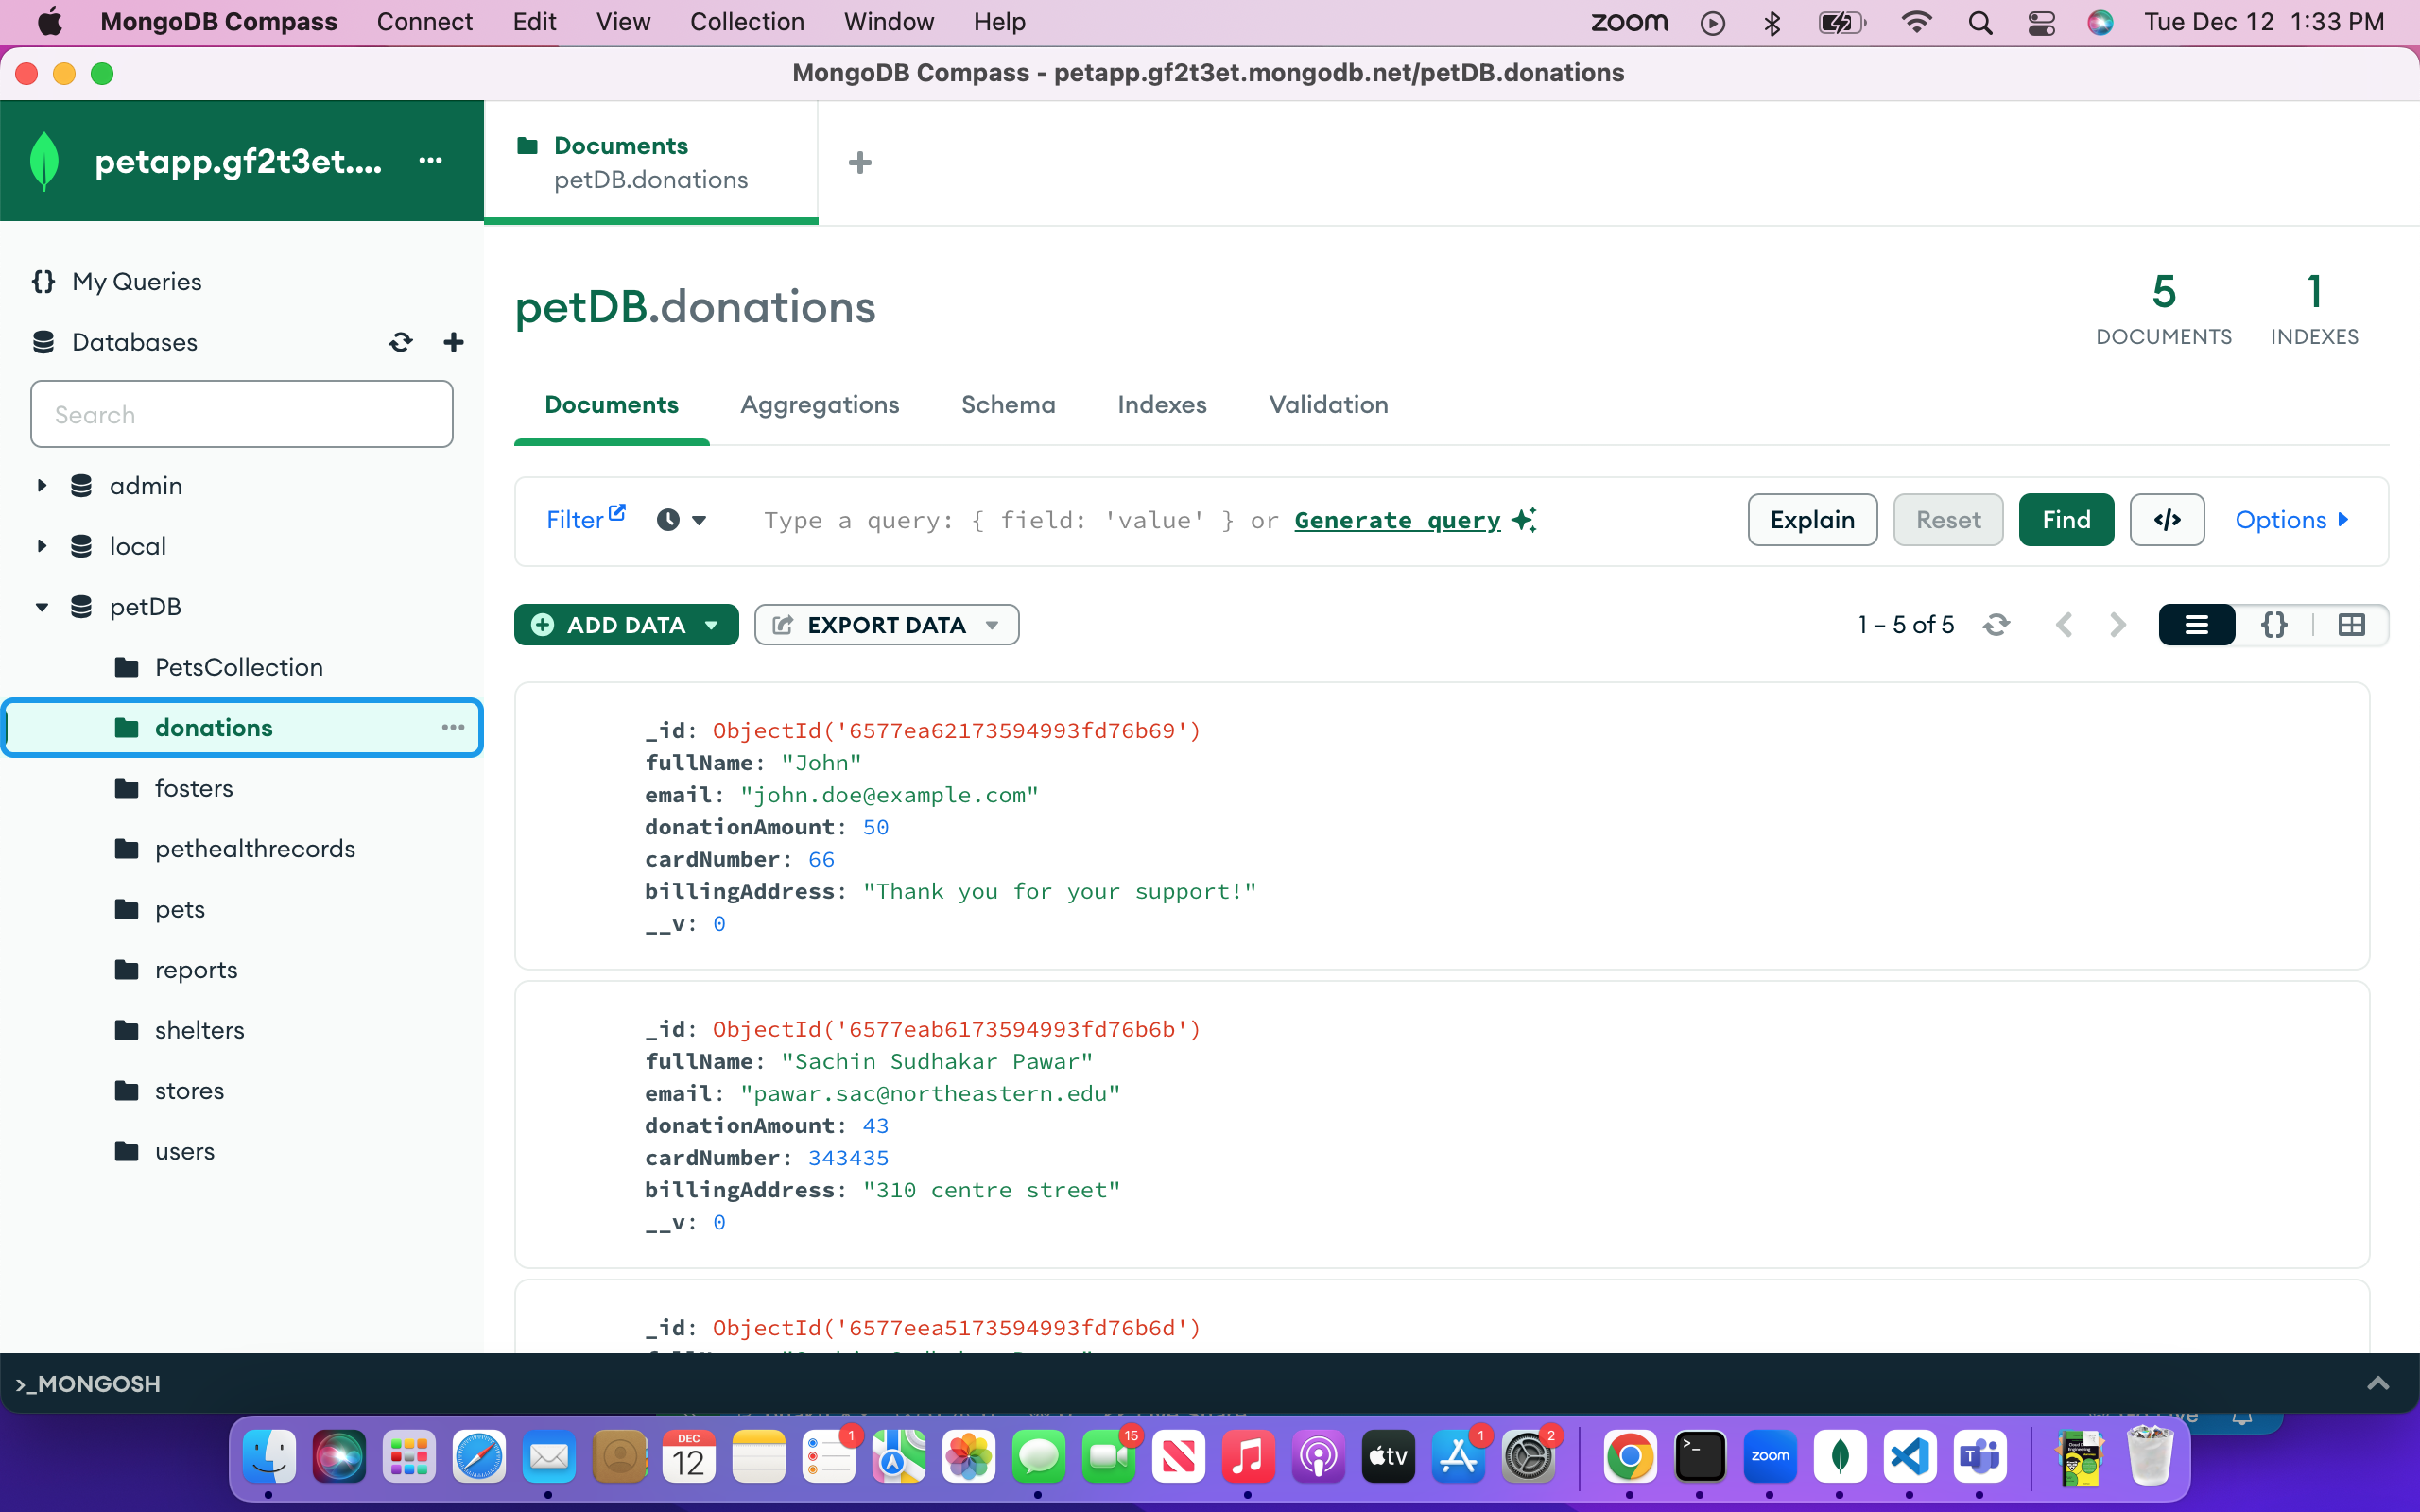 MongoDB Compass Connect Edit View Collection Window Help zoom Tue Dec 12 1:33 PM
MongoDB Compass - petapp.gf2t3et.mongodb.net/petDB.donations
petapp.gf2t3et....
Documents
petDB.donations
My Queries
Databases
Search
admin
local
petDB
PetsCollection
donations
fosters
pethealthrecords
pets
reports
shelters
stores
users
petDB.donations
5
DOCUMENTS
1
INDEXES
Documents Aggregations Schema Indexes Validation
Filter Type a query: { field: 'value' } or Generate query Explain Reset Find </> Options
ADD DATA EXPORT DATA 1 – 5 of 5 {}
_id: ObjectId('6577ea62173594993fd76b69')
fullName: "John"
email: "john.doe@example.com"
donationAmount: 50
cardNumber: 66
billingAddress: "Thank you for your support!"
__v: 0
_id: ObjectId('6577eab6173594993fd76b6b')
fullName: "Sachin Sudhakar Pawar"
email: "pawar.sac@northeastern.edu"
donationAmount: 43
cardNumber: 343435
billingAddress: "310 centre street"
__v: 0
_id: ObjectId('6577eea5173594993fd76b6d')
>_MONGOSH
DEC
12
1
15
tv
1
2
zoom